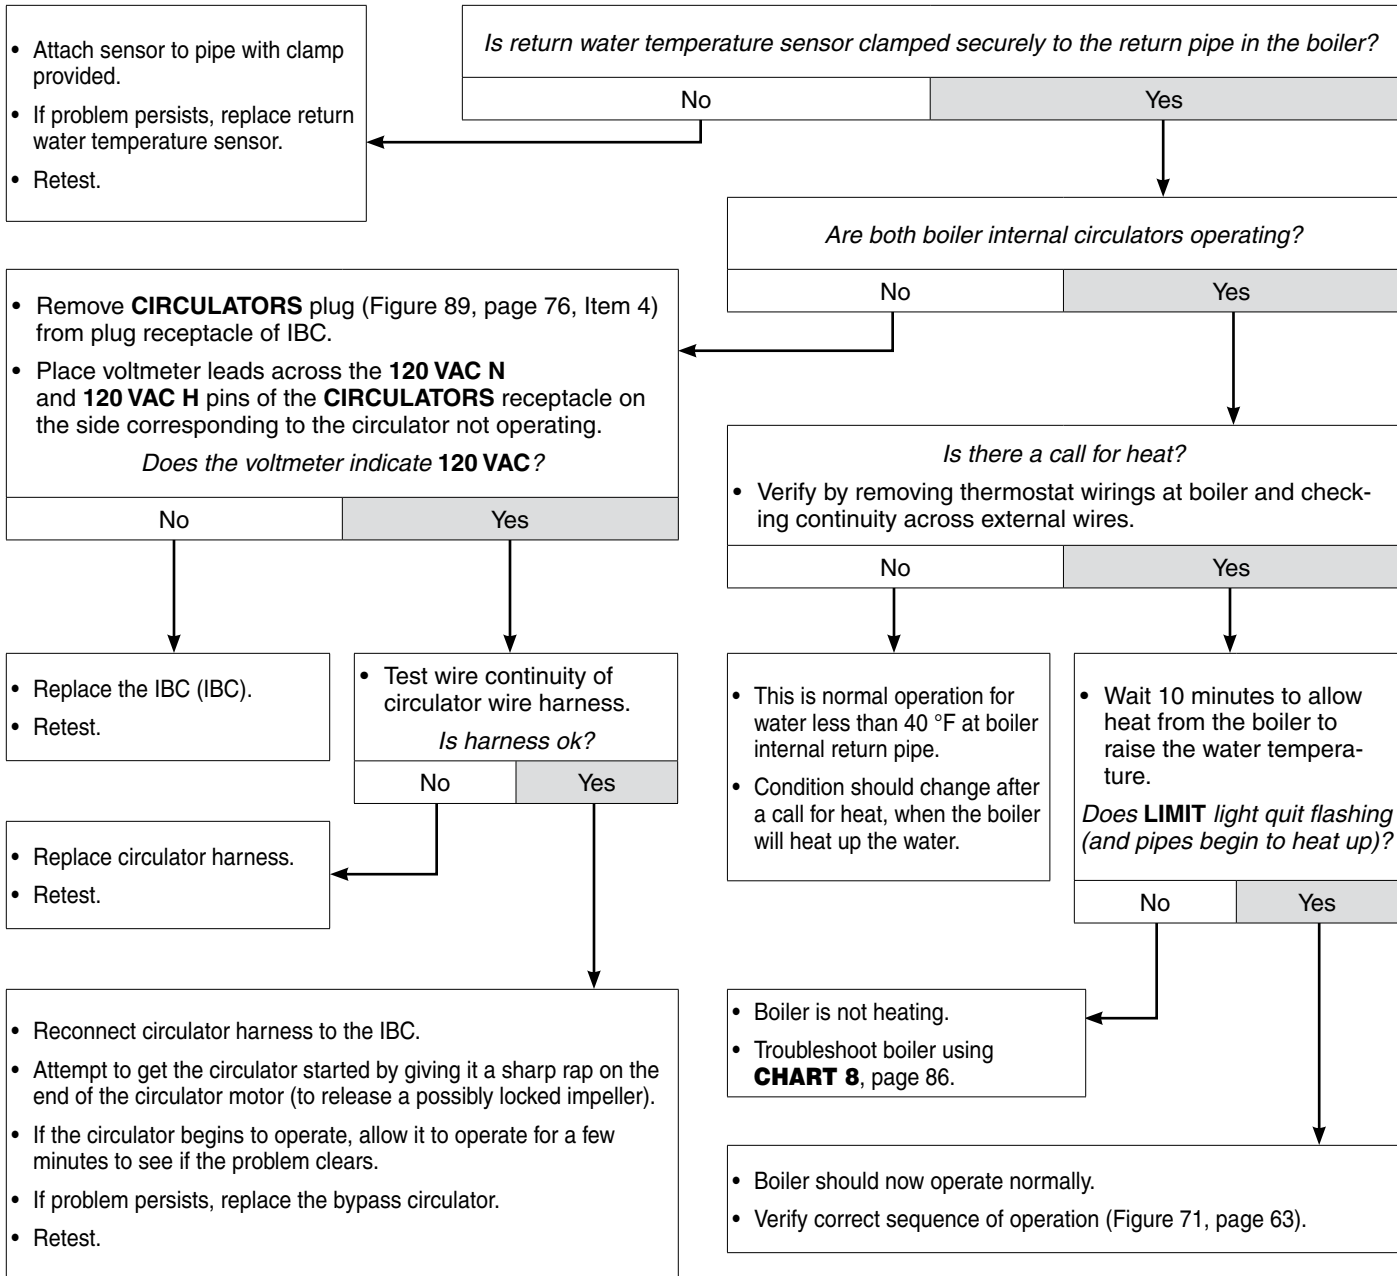 • Attach sensor to pipe with clamp
provided.
• If problem persists, replace return
water temperature sensor.
• Retest.
Is return water temperature sensor clamped securely to the return pipe in the boiler?
No
Yes
Are both boiler internal circulators operating?
No
Yes
• Remove CIRCULATORS plug (Figure 89, page 76, Item 4)
from plug receptacle of IBC.
• Place voltmeter leads across the 120 VAC N
and 120 VAC H pins of the CIRCULATORS receptacle on
the side corresponding to the circulator not operating.
Does the voltmeter indicate 120 VAC?
No
Yes
Is there a call for heat?
• Verify by removing thermostat wirings at boiler and check-
ing continuity across external wires.
No
Yes
• Replace the IBC (IBC).
• Retest.
• Test wire continuity of
circulator wire harness.
Is harness ok?
No
Yes
• This is normal operation for
water less than 40 °F at boiler
internal return pipe.
• Condition should change after
a call for heat, when the boiler
will heat up the water.
• Wait 10 minutes to allow
heat from the boiler to
raise the water tempera-
ture.
Does LIMIT light quit flashing
(and pipes begin to heat up)?
No
Yes
• Replace circulator harness.
• Retest.
• Reconnect circulator harness to the IBC.
• Attempt to get the circulator started by giving it a sharp rap on the
end of the circulator motor (to release a possibly locked impeller).
• If the circulator begins to operate, allow it to operate for a few
minutes to see if the problem clears.
• If problem persists, replace the bypass circulator.
• Retest.
• Boiler is not heating.
• Troubleshoot boiler using
CHART 8, page 86.
• Boiler should now operate normally.
• Verify correct sequence of operation (Figure 71, page 63).